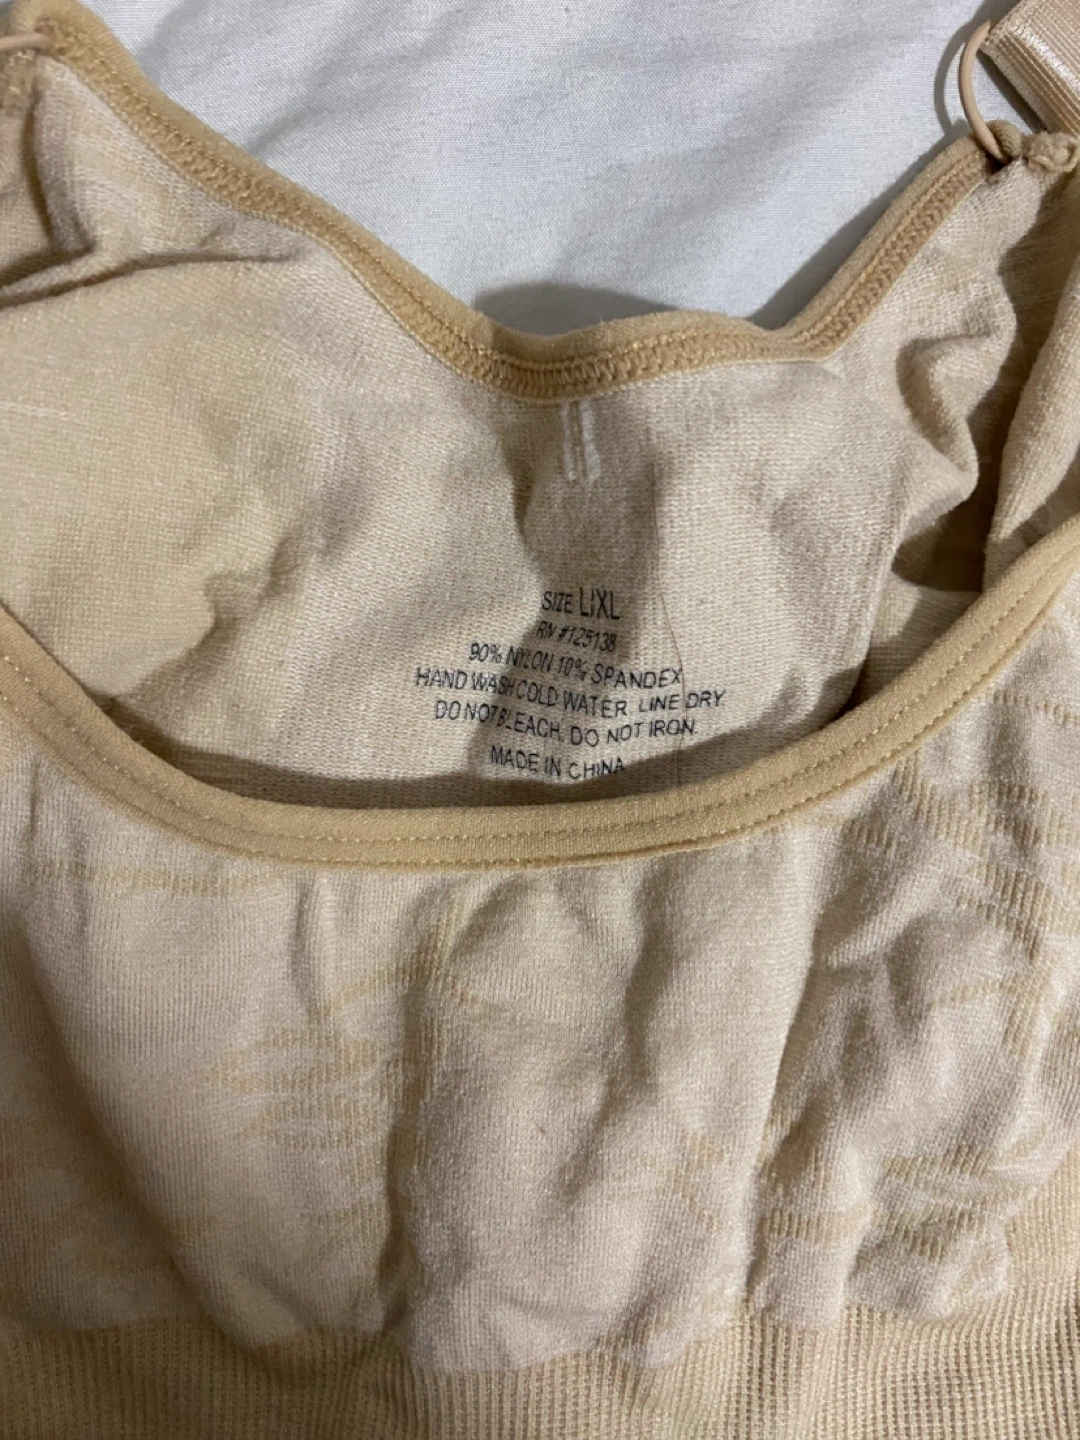 SIZE L/XL
RN #125138
90% NYLON 10% SPANDEX
HAND WASH COLD WATER. LINE DRY.
DO NOT BLEACH. DO NOT IRON.
MADE IN CHINA